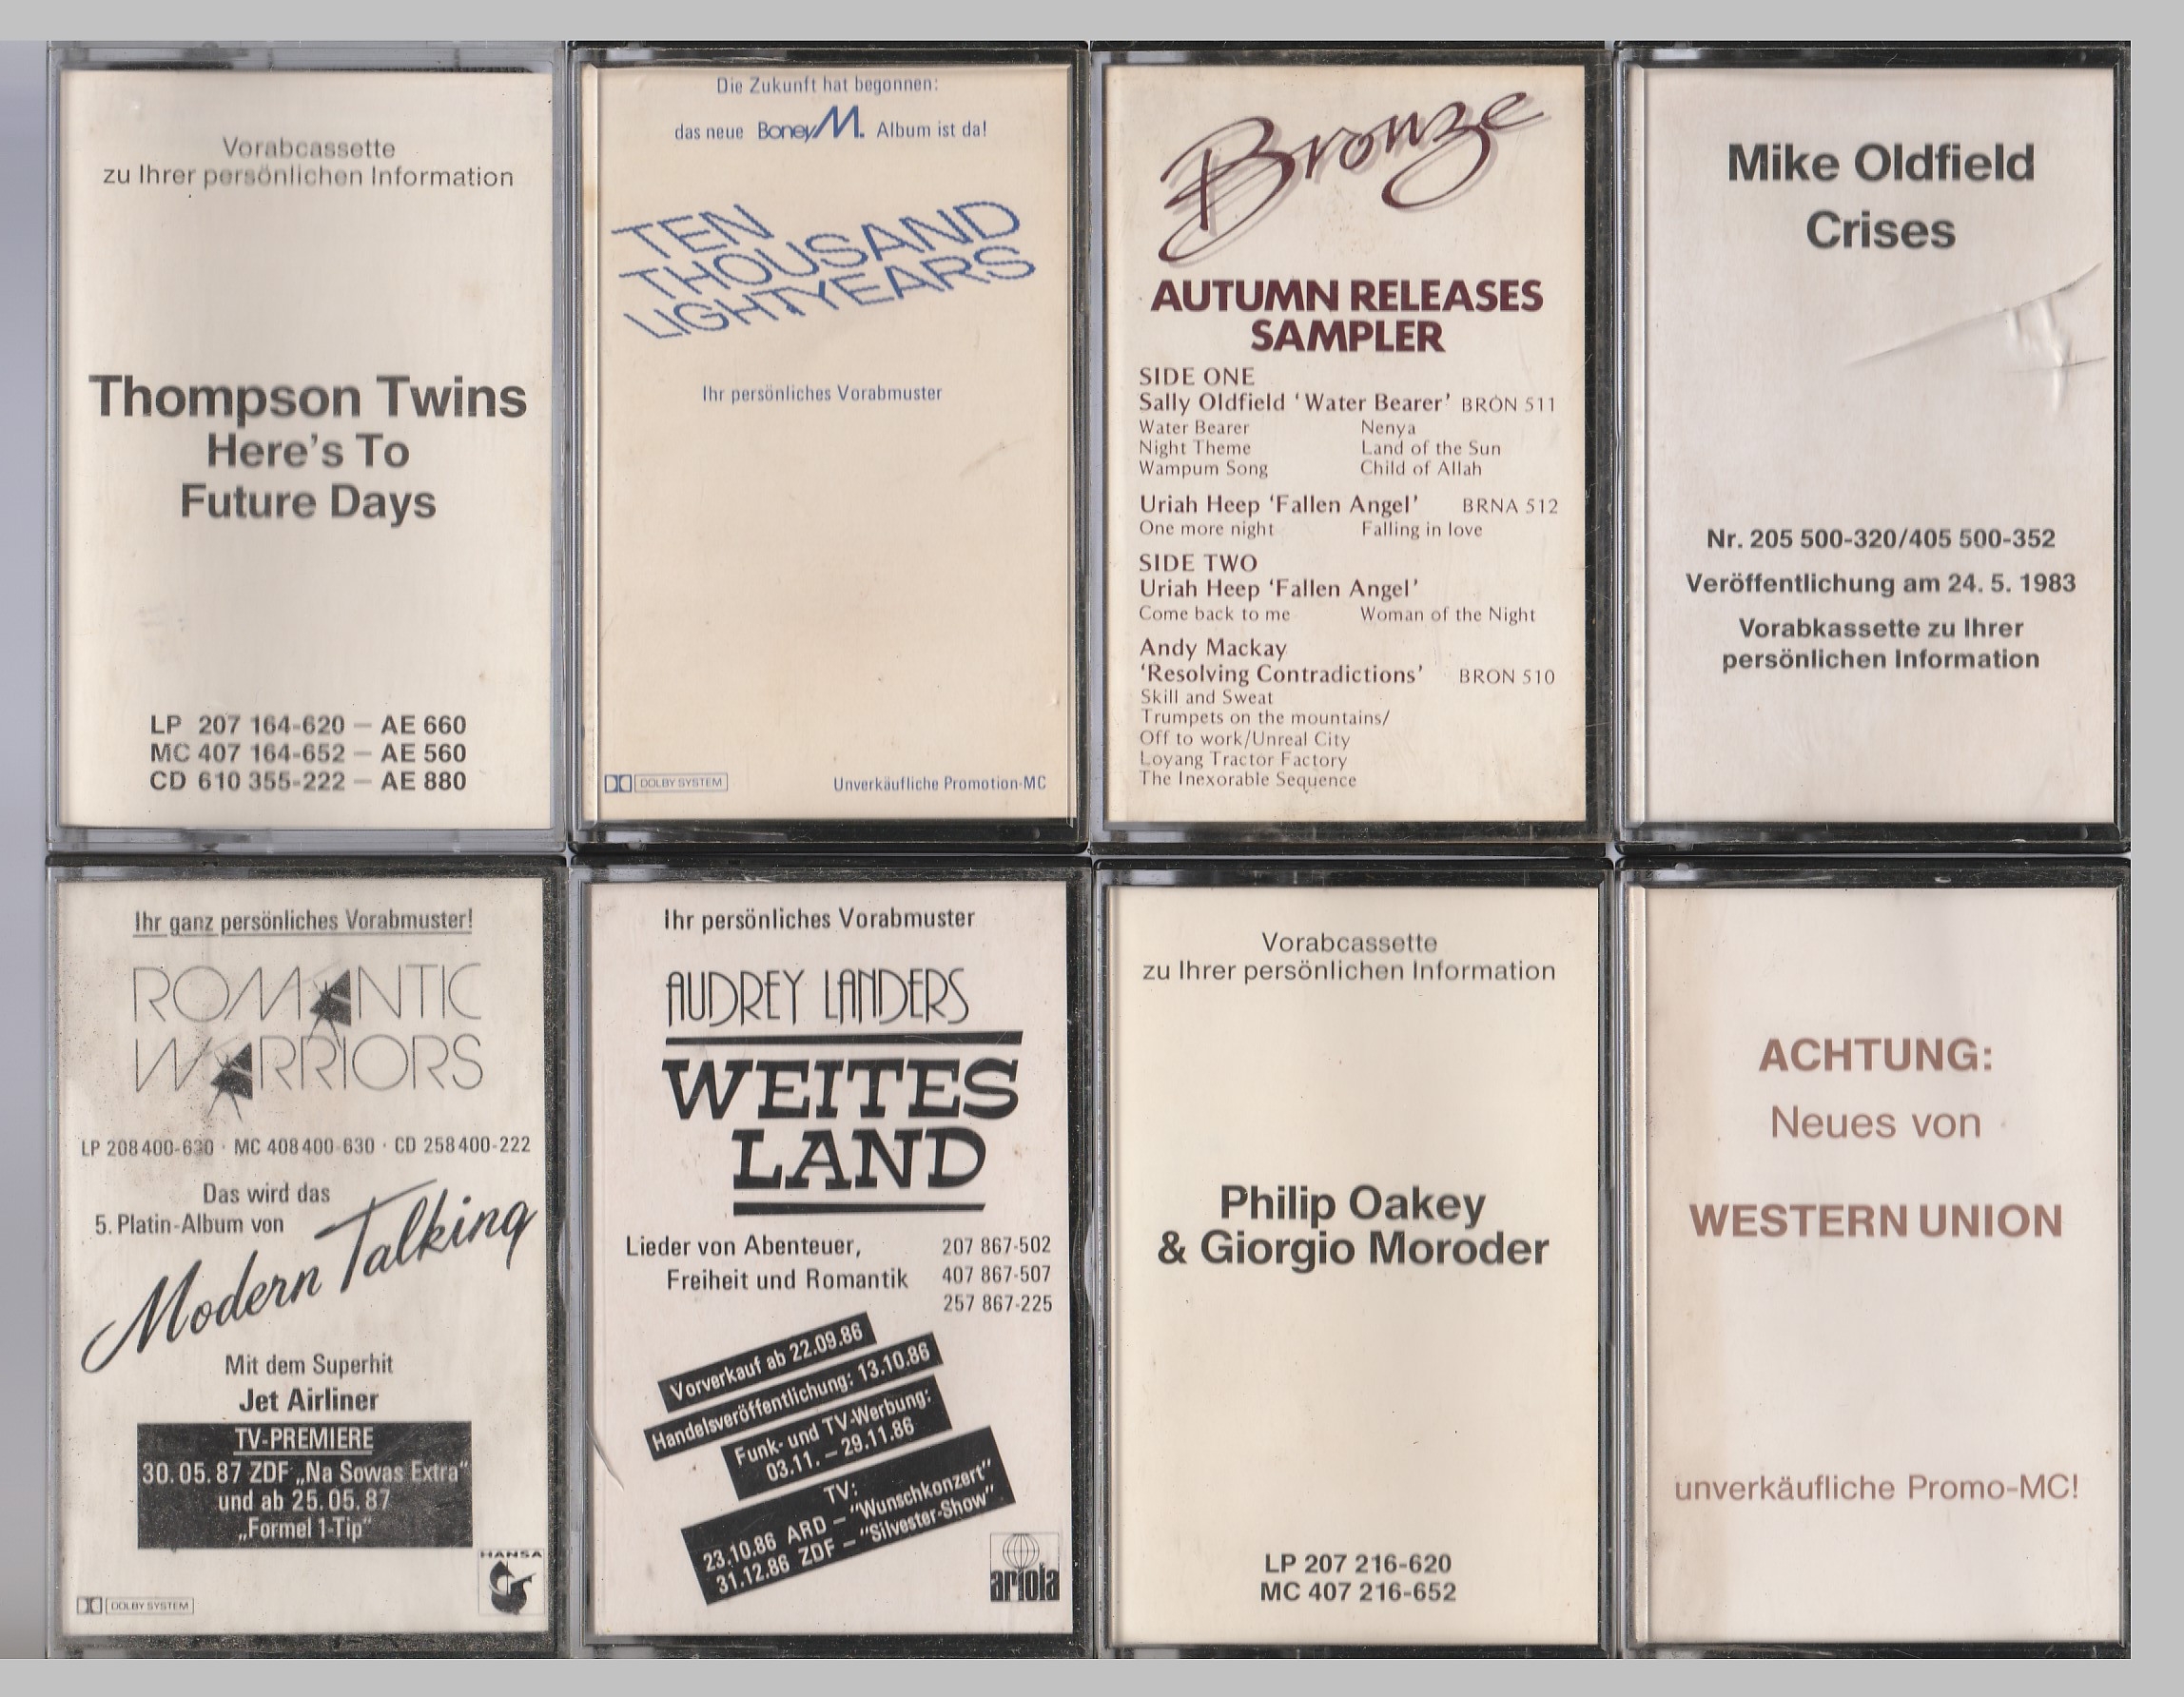 Vorabcassette
zu Ihrer persönlichen Information
Thompson Twins
Here's To
Future Days
LP 207 164-620 — AE 660
MC 407 164-652 — AE 560
CD 610 355-222 — AE 880
Die Zukunft hat begonnen:
das neue Boney M. Album ist da!
TEN
THOUSAND
LIGHTYEARS
Ihr persönliches Vorabmuster
DOLBY SYSTEM
Unverkäufliche Promotion-MC
Bronze
AUTUMN RELEASES
SAMPLER
SIDE ONE
Sally Oldfield 'Water Bearer' BRON 511
Water Bearer Nenya
Night Theme Land of the Sun
Wampum Song Child of Allah
Uriah Heep 'Fallen Angel' BRNA 512
One more night Falling in love
SIDE TWO
Uriah Heep 'Fallen Angel'
Come back to me Woman of the Night
Andy Mackay
'Resolving Contradictions' BRON 510
Skill and Sweat
Trumpets on the mountains/
Off to work/Unreal City
Loyang Tractor Factory
The Inexorable Sequence
Mike Oldfield
Crises
Nr. 205 500-320/405 500-352
Veröffentlichung am 24. 5. 1983
Vorabkassette zu Ihrer
persönlichen Information
Ihr ganz persönliches Vorabmuster!
ROMANTIC
WARRIORS
LP 208400-630 · MC 408400-630 · CD 258400-222
Das wird das
5. Platin-Album von
Modern Talking
Mit dem Superhit
Jet Airliner
TV-PREMIERE
30.05.87 ZDF „Na Sowas Extra"
und ab 25.05.87
„Formel 1-Tip"
HANSA
DOLBY SYSTEM
Ihr persönliches Vorabmuster
AUDREY LANDERS
WEITES
LAND
Lieder von Abenteuer,
Freiheit und Romantik
207 867-502
407 867-507
257 867-225
Vorverkauf ab 22.09.86
Handelsveröffentlichung: 13.10.86
Funk- und TV-Werbung:
03.11. – 29.11.86
TV:
23.10.86 ARD – "Wunschkonzert"
31.12.86 ZDF – "Silvester-Show"
ariola
Vorabcassette
zu Ihrer persönlichen Information
Philip Oakey
& Giorgio Moroder
LP 207 216-620
MC 407 216-652
ACHTUNG:
Neues von
WESTERN UNION
unverkäufliche Promo-MC!